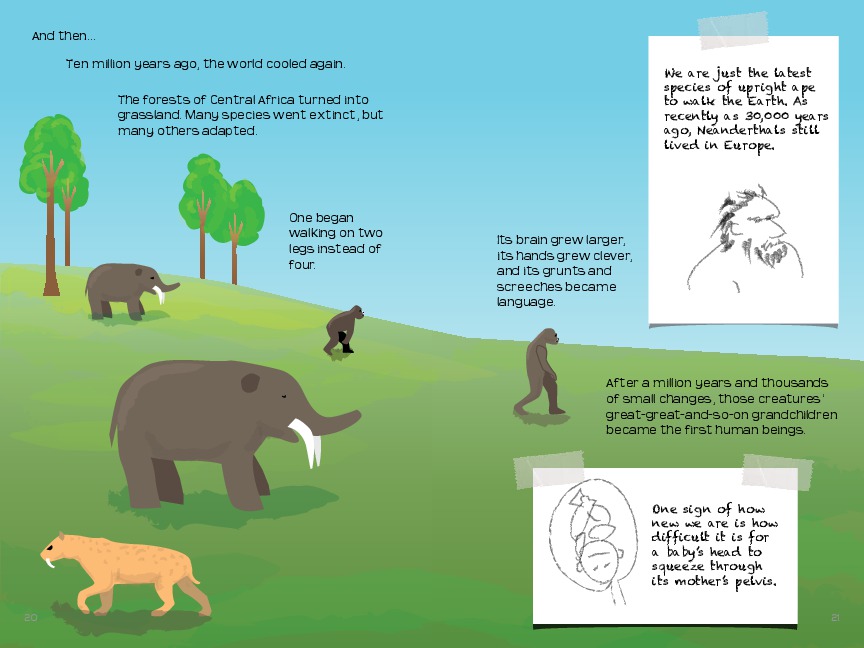 And then...
Ten million years ago, the world cooled again.
The forests of Central Africa turned into
grassland. Many species went extinct, but
many others adapted.
One began
walking on two
legs instead of
four.
Its brain grew larger,
its hands grew clever,
and its grunts and
screeches became
language.
We are just the latest
species of upright ape
to walk the Earth. As
recently as 30,000 years
ago, Neanderthals still
lived in Europe.
After a million years and thousands
of small changes, those creatures'
great-great-and-so-on grandchildren
became the first human beings.
One sign of how
new we are is how
difficult it is for
a baby's head to
squeeze through
its mother's pelvis.
20
21